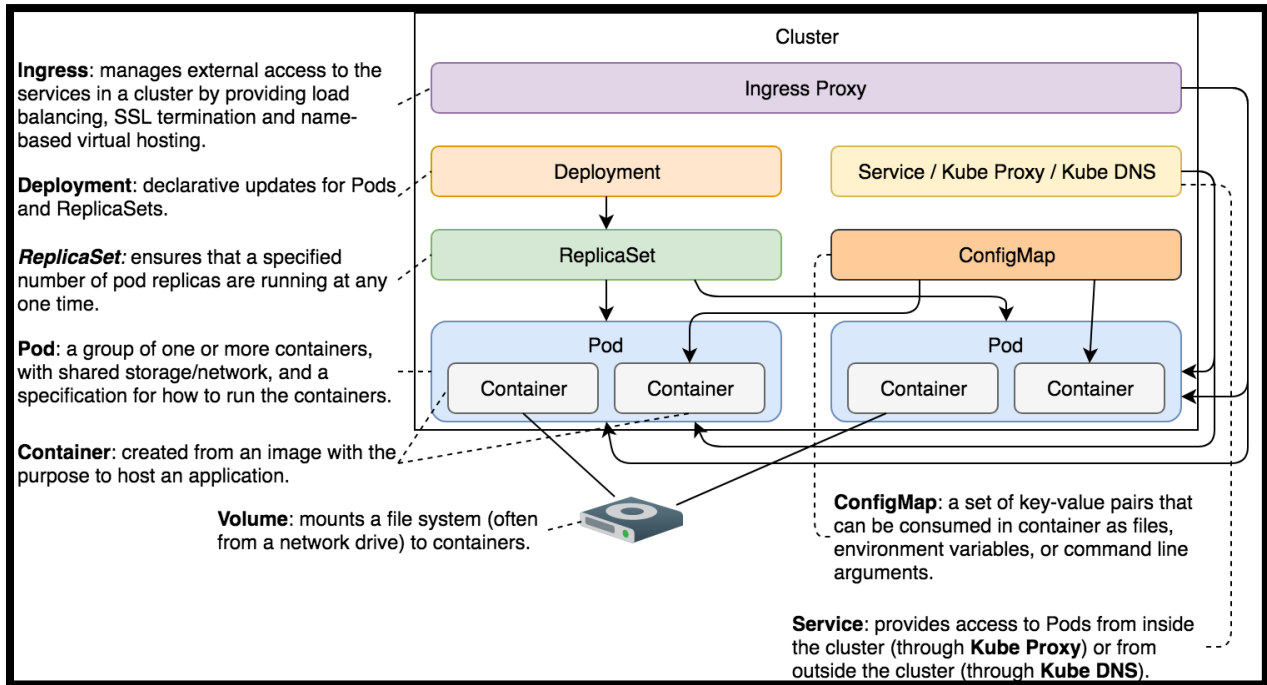 Cluster
Ingress: manages external access to the
services in a cluster by providing load
balancing, SSL termination and name-
based virtual hosting.
Ingress Proxy
Deployment: declarative updates for Pods
and ReplicaSets.
Deployment
Service / Kube Proxy / Kube DNS
ReplicaSet: ensures that a specified
number of pod replicas are running at any
one time.
ReplicaSet
ConfigMap
Pod: a group of one or more containers,
with shared storage/network, and a
specification for how to run the containers.
Pod
Container
Container
Pod
Container
Container
Container: created from an image with the
purpose to host an application.
Volume: mounts a file system (often
from a network drive) to containers.
ConfigMap: a set of key-value pairs that
can be consumed in container as files,
environment variables, or command line
arguments.
Service: provides access to Pods from inside
the cluster (through Kube Proxy) or from
outside the cluster (through Kube DNS).